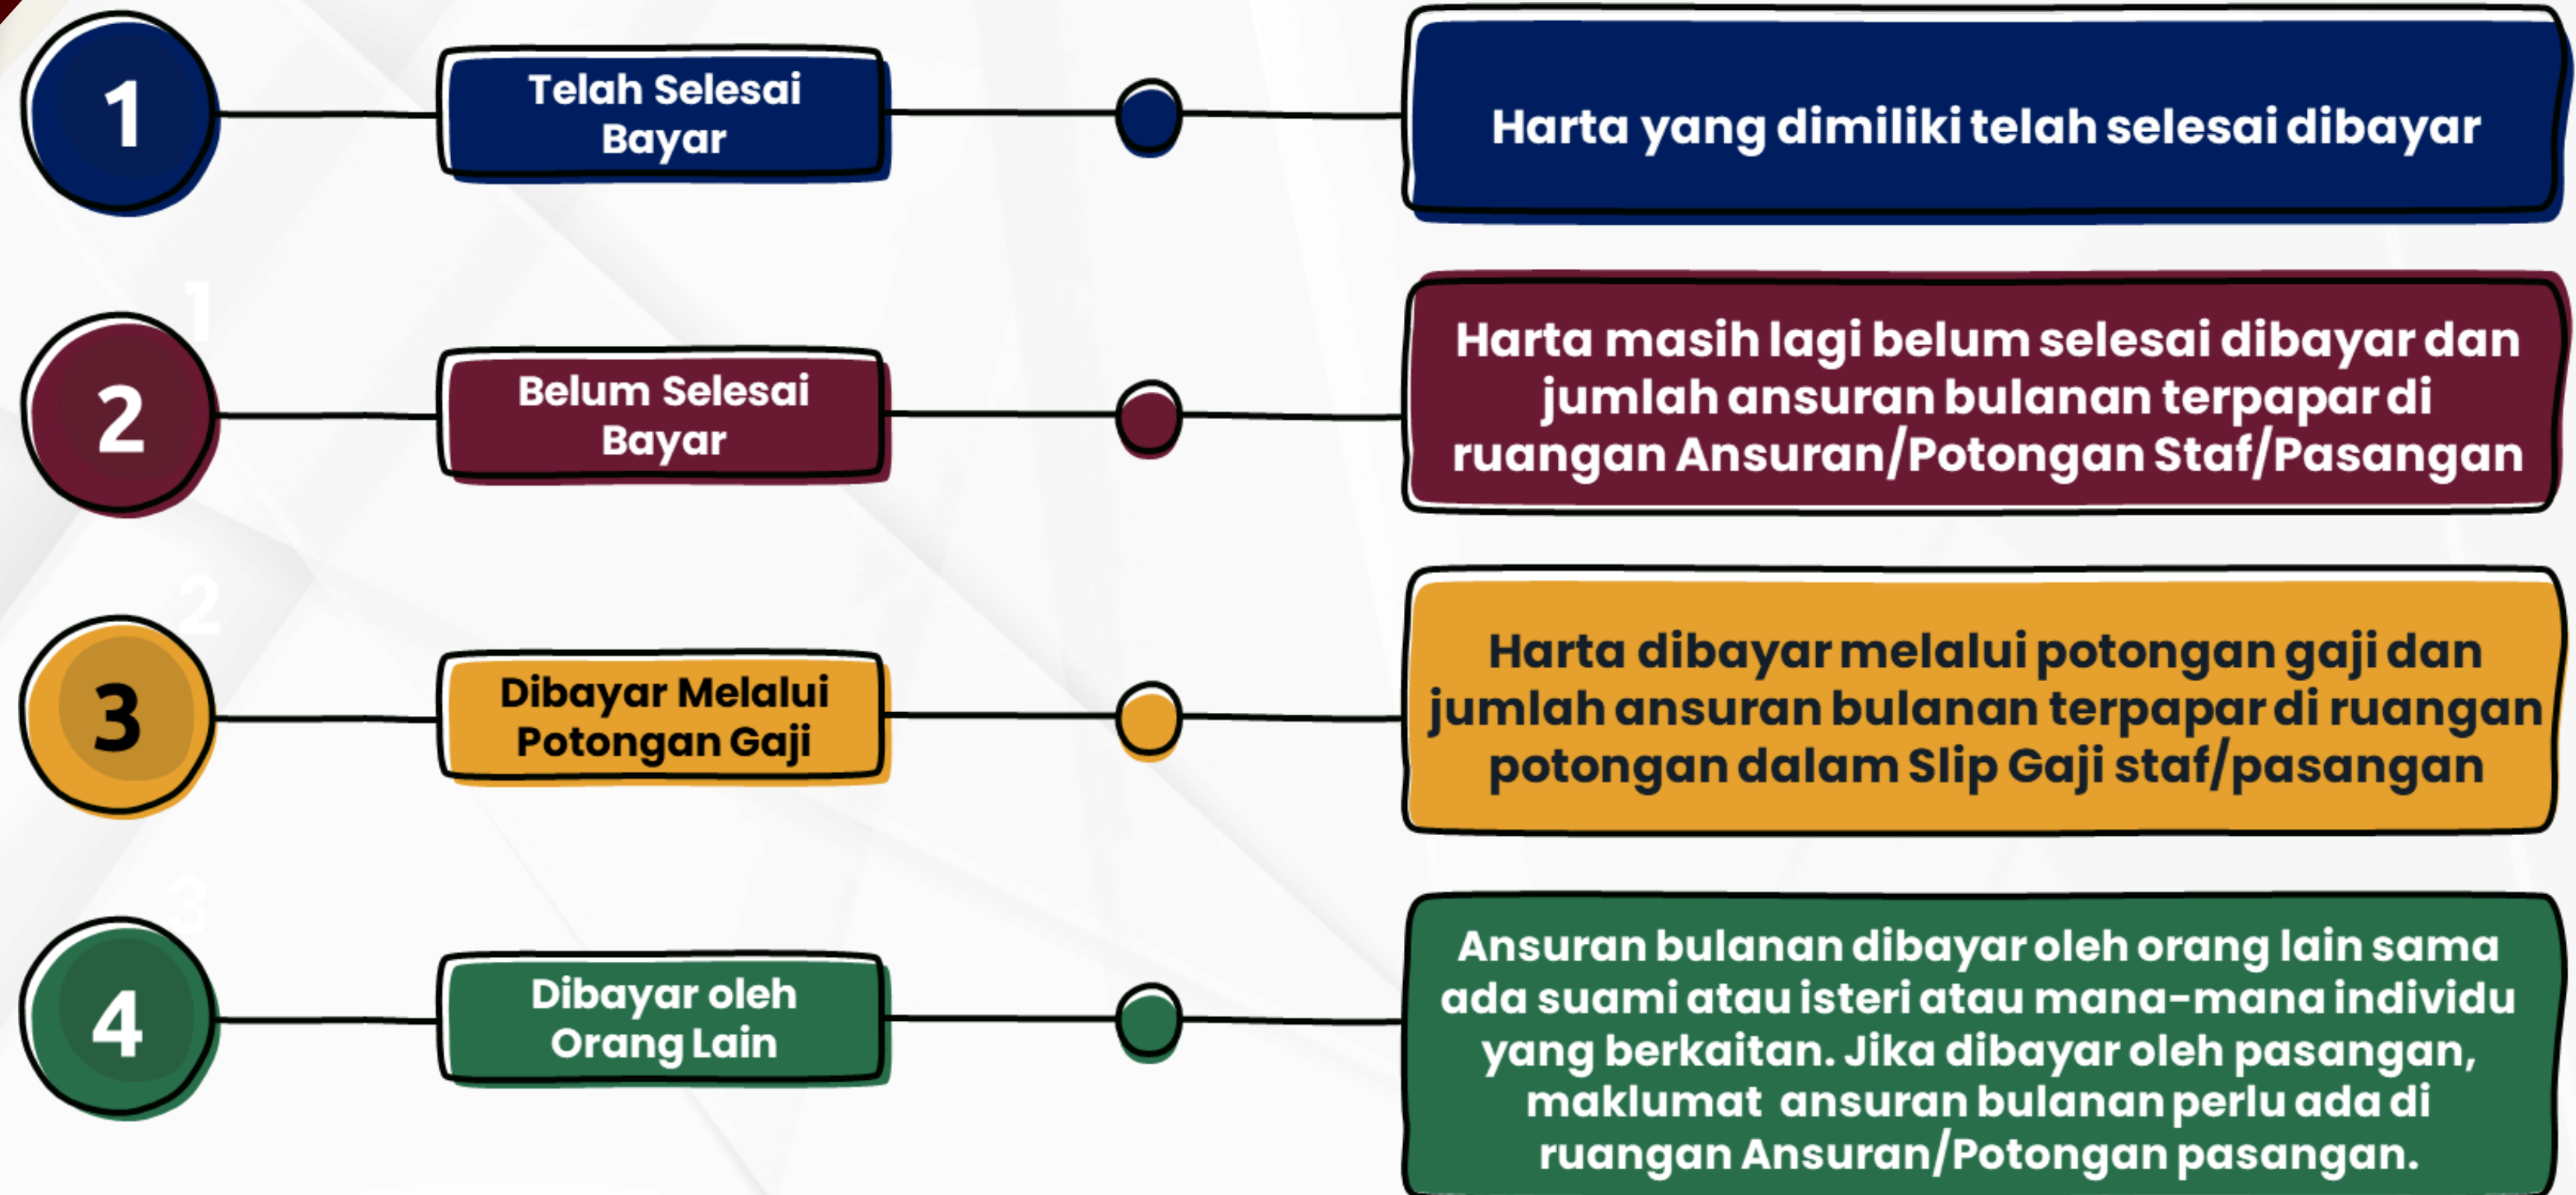 1
Telah Selesai
Bayar
Harta yang dimiliki telah selesai dibayar
1
2
Belum Selesai
Bayar
Harta masih lagi belum selesai dibayar dan
jumlah ansuran bulanan terpapar di
ruangan Ansuran/Potongan Staf/Pasangan
2
3
Dibayar Melalui
Potongan Gaji
Harta dibayar melalui potongan gaji dan
jumlah ansuran bulanan terpapar di ruangan
potongan dalam Slip Gaji staf/pasangan
3
4
Dibayar oleh
Orang Lain
Ansuran bulanan dibayar oleh orang lain sama
ada suami atau isteri atau mana-mana individu
yang berkaitan. Jika dibayar oleh pasangan,
maklumat ansuran bulanan perlu ada di
ruangan Ansuran/Potongan pasangan.